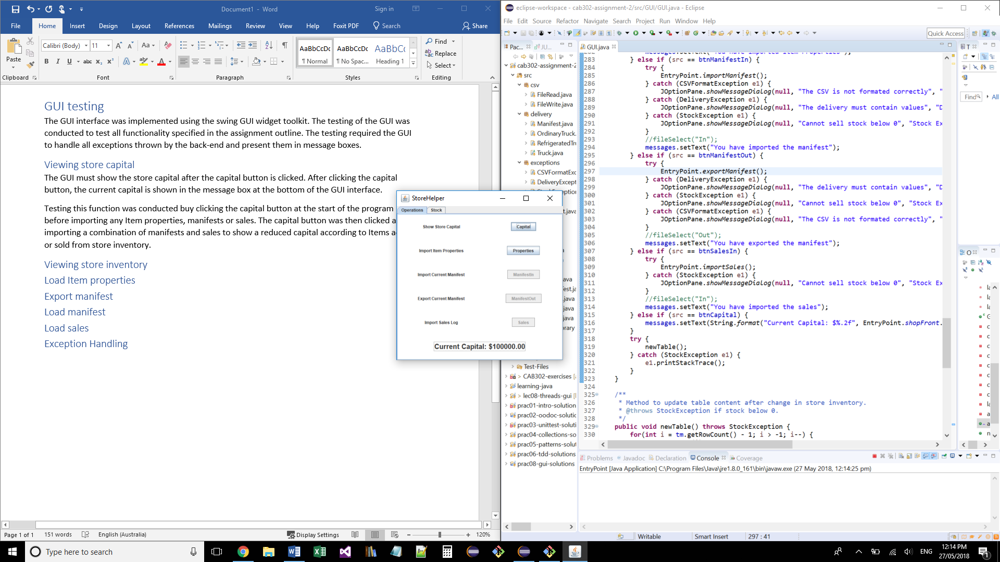 Document1 - Word
Sign in
File Home Insert Design Layout References Mailings Review View Help Foxit PDF Search Share
Paste
Calibri (Body) 11
Clipboard Font Paragraph Styles Editing
AaBbCcDc AaBbCcDc AaBbCc
¶ Normal ¶ No Spac... Heading 1
Find
Replace
Select
GUI testing
The GUI interface was implemented using the swing GUI widget toolkit. The testing of the GUI was
conducted to test all functionality specified in the assignment outline. The testing required the GUI
to handle all exceptions thrown by the back-end and present them in message boxes.
Viewing store capital
The GUI must show the store capital after the capital button is clicked. After clicking the capital
button, the current capital is shown in the message box at the bottom of the GUI interface.
Testing this function was conducted buy clicking the capital button at the start of the program
before importing any Item properties, manifests or sales. The capital button was then clicked a
importing a combination of manifests and sales to show a reduced capital according to Items a
or sold from store inventory.
Viewing store inventory
Load Item properties
Export manifest
Load manifest
Load sales
Exception Handling
Page 1 of 1 151 words English (Australia) Display Settings 120%
StoreHelper
Operations Stock
Show Store Capital Capital
Import Item Properties Properties
Import Current Manifest ManifestIn
Export Current Manifest ManifestOut
Import Sales Log Sales
Current Capital: $100000.00
eclipse-workspace - cab302-assignment-2/src/GUI/GUI.java - Eclipse
File Edit Source Refactor Navigate Search Project Run Window Help
Quick Access
Pac... JU...
GUI.java
cab302-assignment-2
src
csv
FileRead.java
FileWrite.java
delivery
Manifest.java
OrdinaryTruck.
RefrigeratedTru
Truck.java
exceptions
CSVFormatExc
DeliveryExcept
Test-Files
> CAB302-exercises
learning-java
> lec08-threads-gui
prac01-intro-solution
prac02-oodoc-solutic
prac03-unittest-soluti
prac04-collections-so
prac05-patterns-solut
prac06-tdd-solutions
prac08-gui-solutions
283 } else if (src == btnManifestIn) {
284 try {
285 EntryPoint.importManifest();
286 } catch (CSVFormatException e1) {
287 JOptionPane.showMessageDialog(null, "The CSV is not formated correctly", "
288 } catch (DeliveryException e1) {
289 JOptionPane.showMessageDialog(null, "The delivery must contain values", "D
290 } catch (StockException e1) {
291 JOptionPane.showMessageDialog(null, "Cannot sell stock below 0", "Stock Ex
292 }
293 //fileSelect("In");
294 messages.setText("You have imported the manifest");
295 } else if (src == btnManifestOut) {
296 try {
297 EntryPoint.exportManifest();
298 } catch (DeliveryException e1) {
299 JOptionPane.showMessageDialog(null, "The delivery must contain values", "D
300 } catch (StockException e1) {
301 JOptionPane.showMessageDialog(null, "Cannot sell stock below 0", "Stock Ex
302 } catch (CSVFormatException e1) {
303 JOptionPane.showMessageDialog(null, "The CSV is not formated correctly", "
304 }
305 //fileSelect("Out");
306 messages.setText("You have exported the manifest");
307 } else if (src == btnSalesIn) {
308 try {
309 EntryPoint.importSales();
310 } catch (StockException e1) {
311 JOptionPane.showMessageDialog(null, "Cannot sell stock below 0", "Stock Ex
312 }
313 //fileSelect("In");
314 messages.setText("You have imported the sales");
315 } else if (src == btnCapital) {
316 messages.setText(String.format("Current Capital: $%.2f", EntryPoint.shopFront.
317 }
318 try {
319 newTable();
320 } catch (StockException e1) {
321 e1.printStackTrace();
322 }
323 }
324
325 /**
326 * Method to update table content after change in store inventory.
327 * @throws StockException if stock below 0.
328 */
329 public void newTable() throws StockException {
330 for(int i = tm.getRowCount() - 1; i > -1; i--) {
Find All
Problems Javadoc Declaration Console Coverage
EntryPoint [Java Application] C:\Program Files\Java\jre1.8.0_161\bin\javaw.exe (27 May 2018, 12:14:25 pm)
Writable Smart Insert 297 : 41
Type here to search
ENG
12:14 PM
27/05/2018